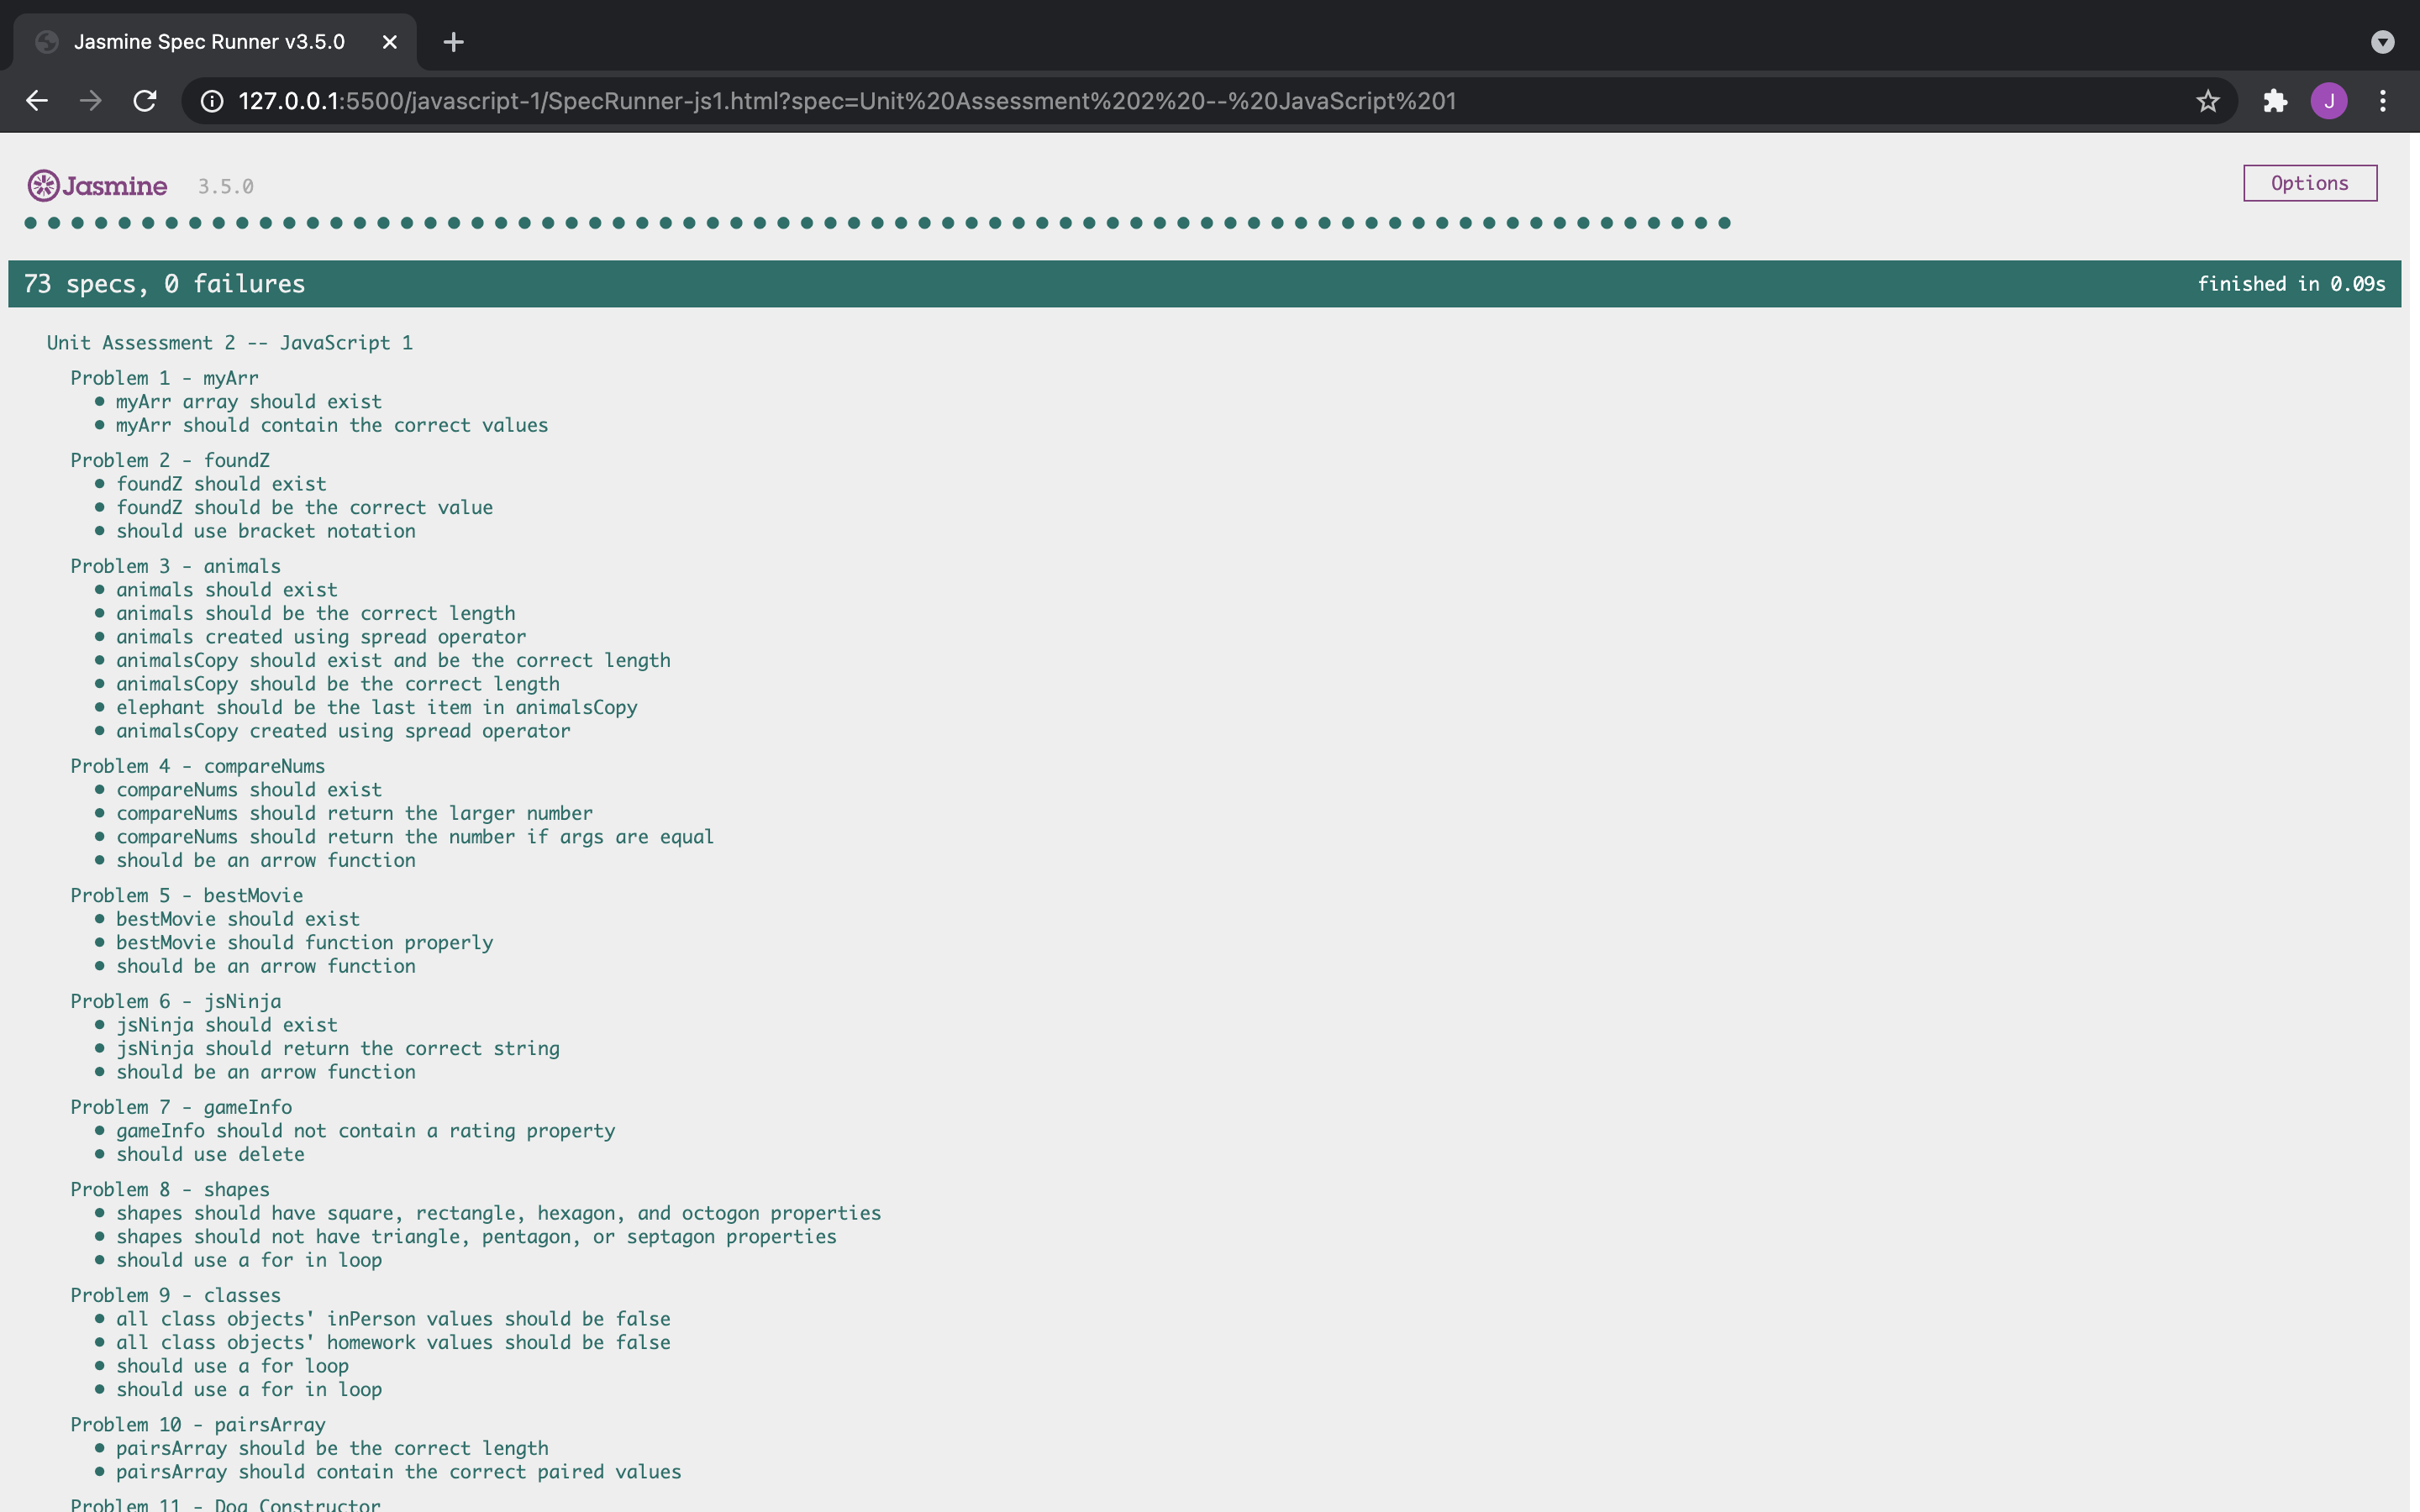 Jasmine Spec Runner v3.5.0
127.0.0.1:5500/javascript-1/SpecRunner-js1.html?spec=Unit%20Assessment%202%20--%20JavaScript%201
J
Jasmine 3.5.0
Options
73 specs, 0 failures
finished in 0.09s
Unit Assessment 2 -- JavaScript 1
Problem 1 - myArr
• myArr array should exist
• myArr should contain the correct values
Problem 2 - foundZ
• foundZ should exist
• foundZ should be the correct value
• should use bracket notation
Problem 3 - animals
• animals should exist
• animals should be the correct length
• animals created using spread operator
• animalsCopy should exist and be the correct length
• animalsCopy should be the correct length
• elephant should be the last item in animalsCopy
• animalsCopy created using spread operator
Problem 4 - compareNums
• compareNums should exist
• compareNums should return the larger number
• compareNums should return the number if args are equal
• should be an arrow function
Problem 5 - bestMovie
• bestMovie should exist
• bestMovie should function properly
• should be an arrow function
Problem 6 - jsNinja
• jsNinja should exist
• jsNinja should return the correct string
• should be an arrow function
Problem 7 - gameInfo
• gameInfo should not contain a rating property
• should use delete
Problem 8 - shapes
• shapes should have square, rectangle, hexagon, and octogon properties
• shapes should not have triangle, pentagon, or septagon properties
• should use a for in loop
Problem 9 - classes
• all class objects' inPerson values should be false
• all class objects' homework values should be false
• should use a for loop
• should use a for in loop
Problem 10 - pairsArray
• pairsArray should be the correct length
• pairsArray should contain the correct paired values
Problem 11 - Dog Constructor